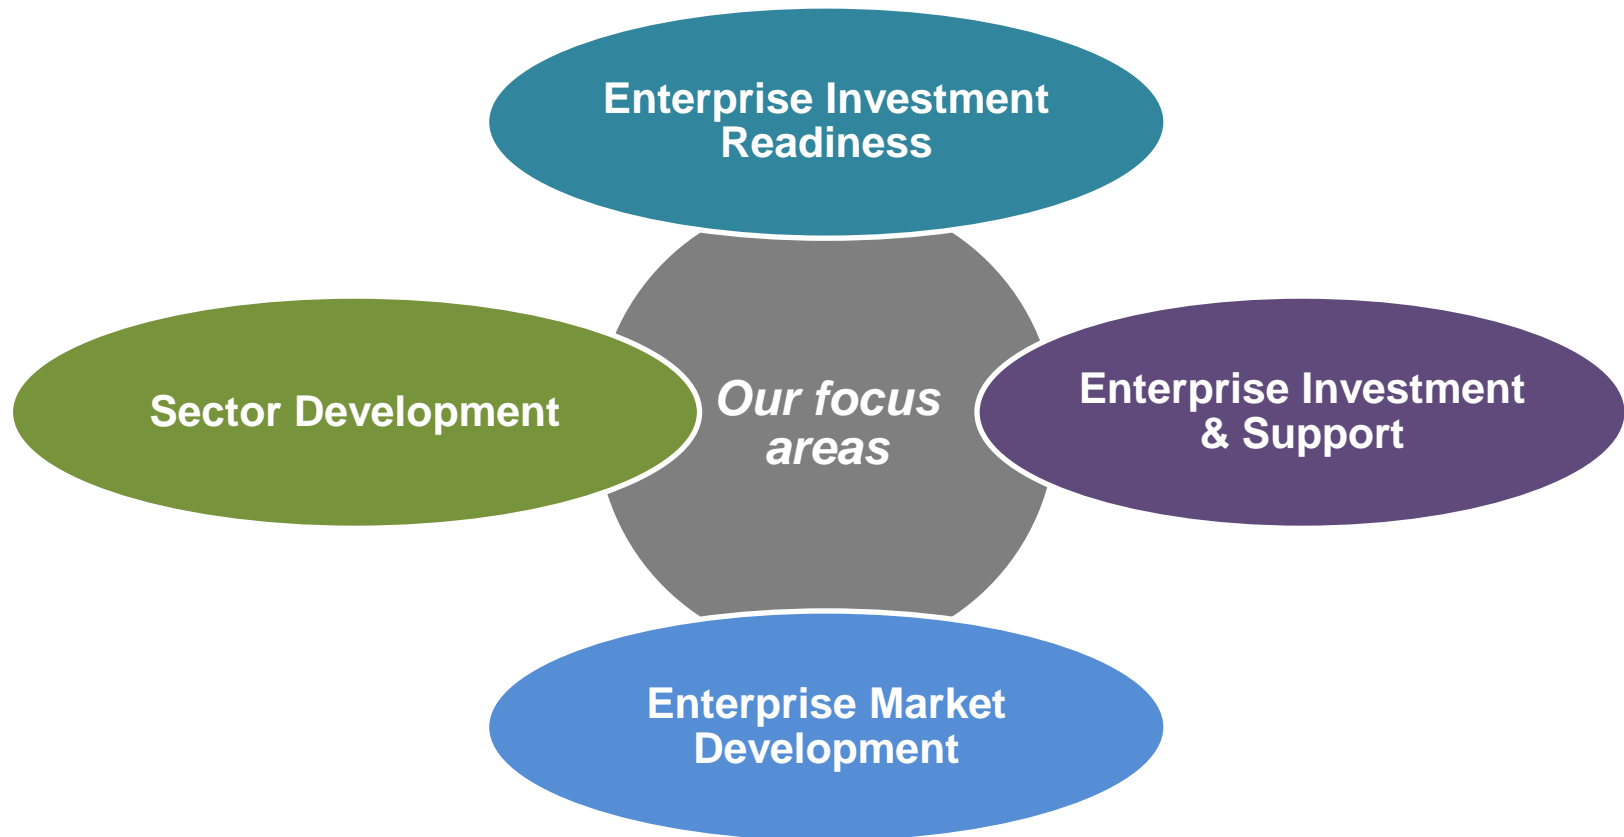 Enterprise Investment
Readiness
Sector Development
Our focus
areas
Enterprise Investment
& Support
Enterprise Market
Development